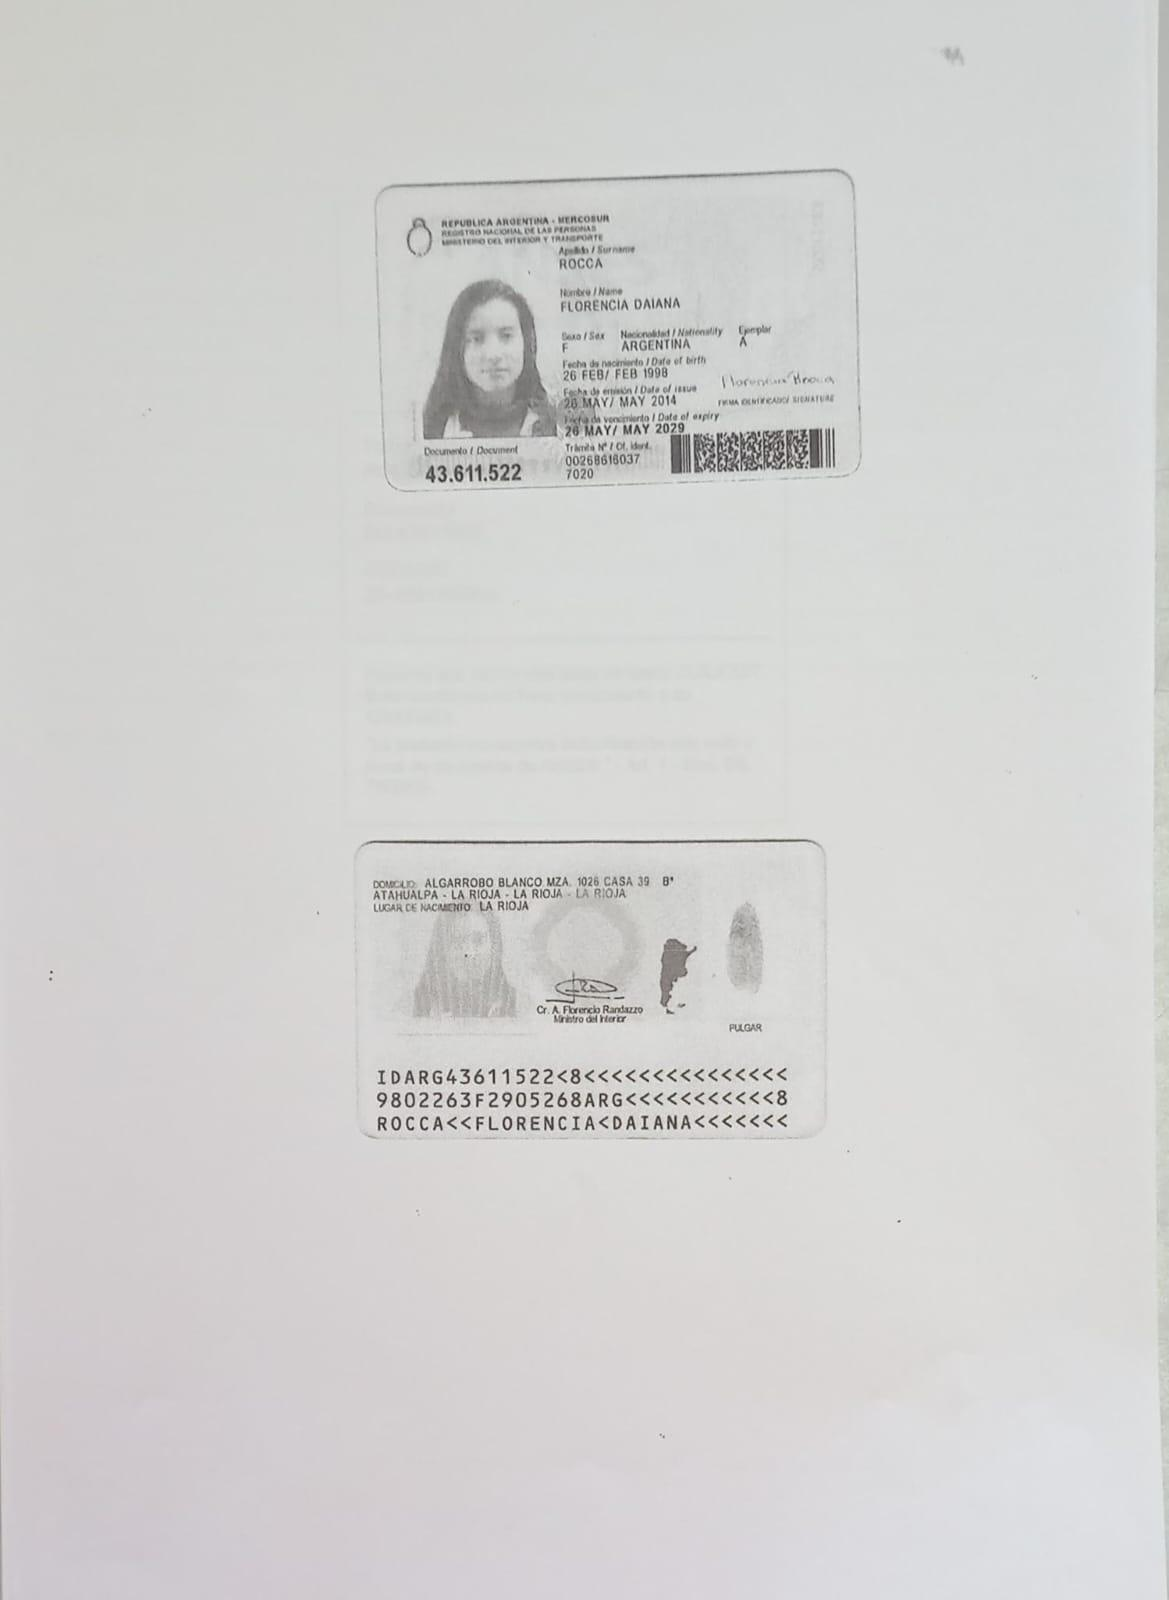 REPUBLICA ARGENTINA - MERCOSUR
REGISTRO NACIONAL DE LAS PERSONAS
MINISTERIO DEL INTERIOR Y TRANSPORTE
Apellido / Surname
ROCCA
Nombre / Name
FLORENCIA DAIANA
Sexo / Sex Nacionalidad / Nationality Ejemplar
F ARGENTINA A
Fecha de nacimiento / Date of birth
26 FEB/ FEB 1998
Fecha de emisión / Date of issue
26 MAY/ MAY 2014
FIRMA IDENTIFICADO/ SIGNATURE
Fecha de vencimiento / Date of expiry
26 MAY/ MAY 2029
Documento / Document
43.611.522
Trámite Nº / Of. Ident.
00268616037
7020
DOMICILIO: ALGARROBO BLANCO MZA. 1026 CASA 39 Bº
ATAHUALPA - LA RIOJA - LA RIOJA - LA RIOJA
LUGAR DE NACIMIENTO: LA RIOJA
Cr. A. Florencio Randazzo
Ministro del Interior
PULGAR
IDARG43611522<8<<<<<<<<<<<<<<<
9802263F2905268ARG<<<<<<<<<<<8
ROCCA<<FLORENCIA<DAIANA<<<<<<<